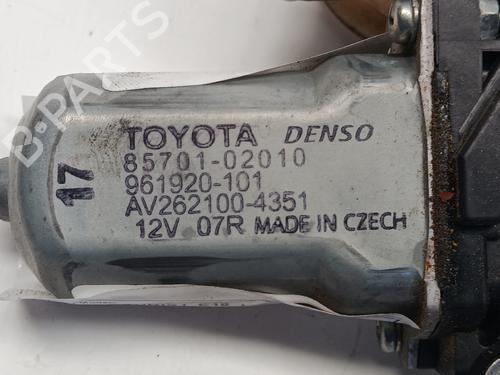 B-PARTS
TOYOTA DENSO
85701-02010
961920-101
AV262100-4351
12V 07R MADE IN CZECH
17